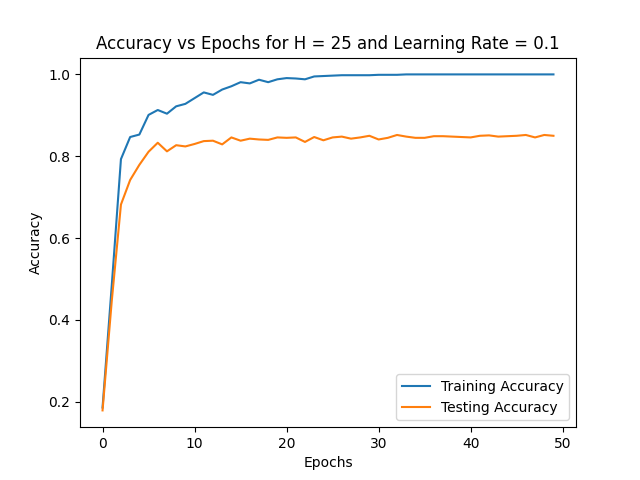 Accuracy vs Epochs for H = 25 and Learning Rate = 0.1
1.0
0.8
0.6
0.4
0.2
Accuracy
0 10 20 30 40 50
Epochs
Training Accuracy
Testing Accuracy